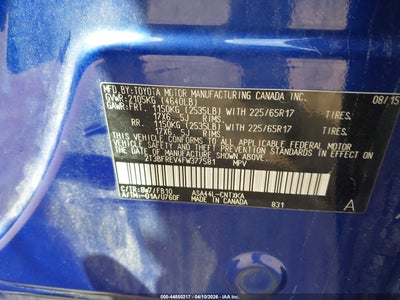 MFD.BY:TOYOTA MOTOR MANUFACTURING CANADA INC. 08/15
GVWR:2105KG (4640LB)
GAWR:FRT. 1150KG (2535LB) WITH 225/65R17
17X6.5J RIMS.
RR. 1150KG (2535LB) WITH 225/65R17
17X6.5J RIMS.
THIS VEHICLE CONFORMS TO ALL APPLICABLE
FEDERAL MOTOR VEHICLE SAFETY, BUMPER, AND
THEFT PREVENTION STANDARDS IN EFFECT ON THE DATE
OF MANUFACTURE SHOWN ABOVE.
2T3BFREV4FW377581 MPV
C/TR:8W7/FB10 ASA44L-CNTXKA
A/TM:-01A/U760F MADE IN CANADA
831 A
000-44850217 - 04/10/2026 - IAA Inc.